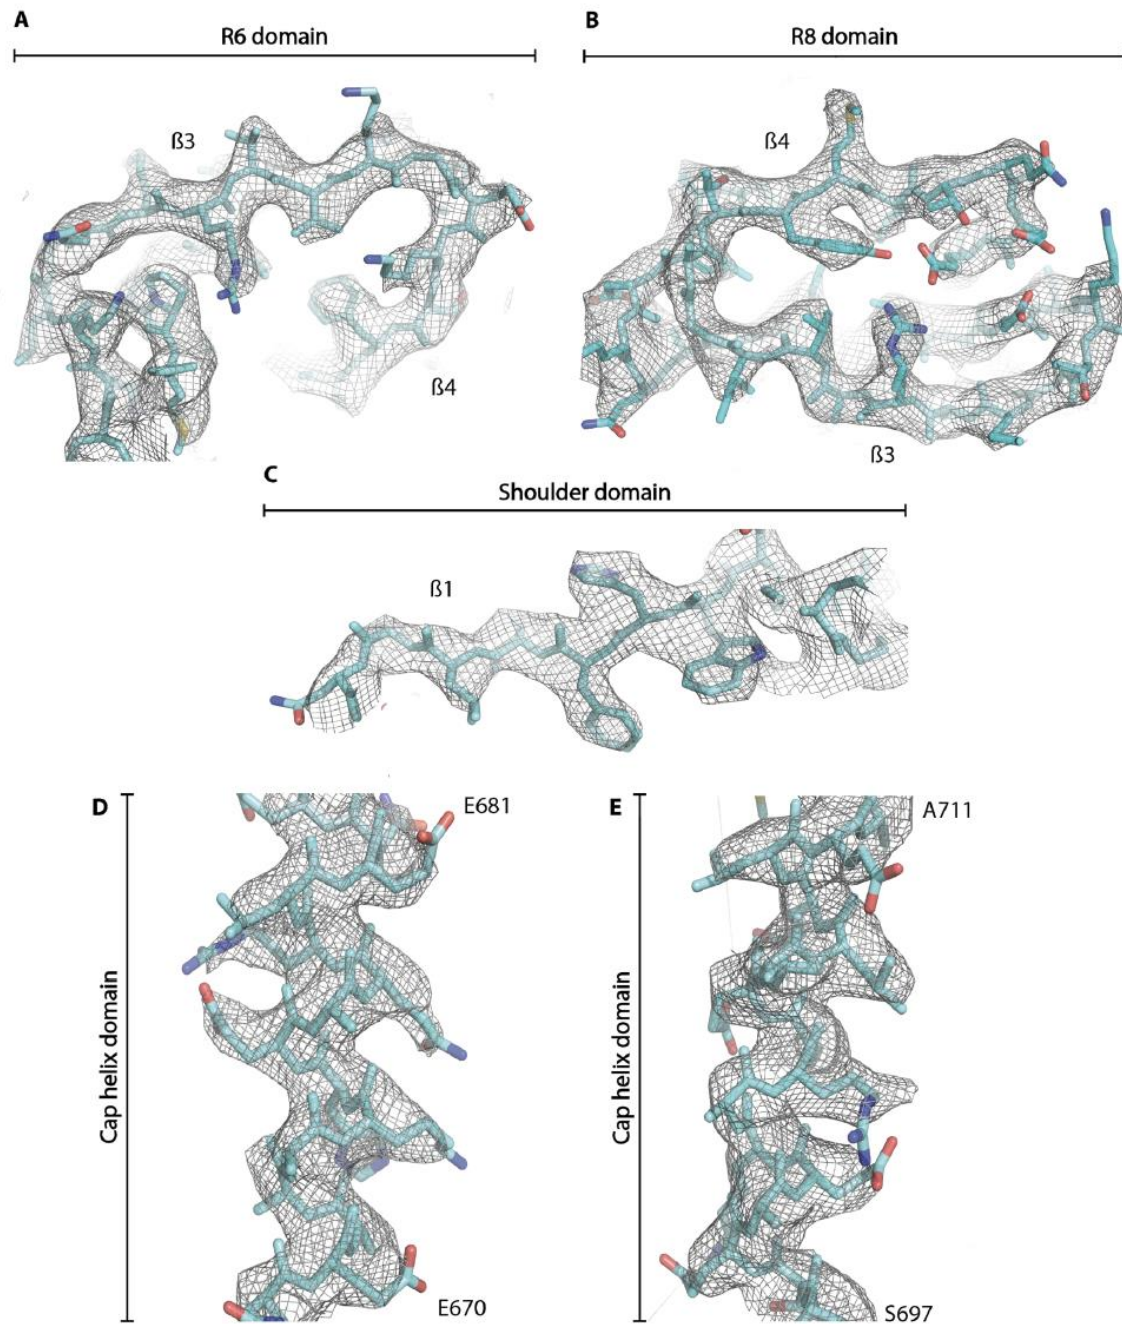 A
R6 domain
ß3
ß4
B
R8 domain
ß4
ß3
C
Shoulder domain
ß1
D
Cap helix domain
E681
E670
E
Cap helix domain
A711
S697